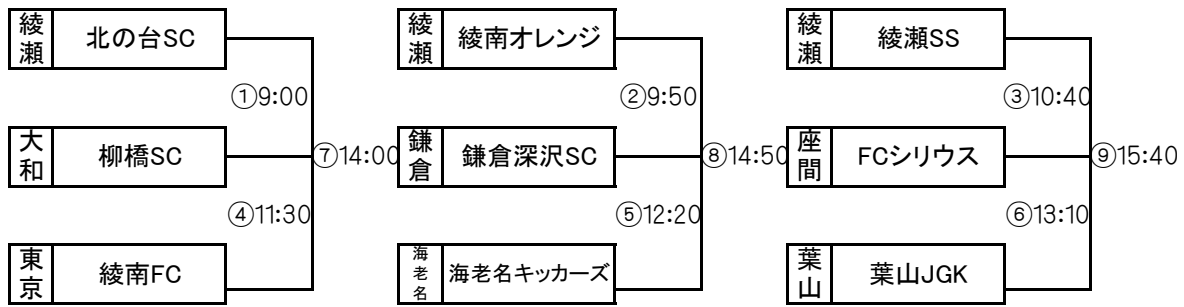 綾瀬 北の台SC
綾瀬 綾南オレンジ
綾瀬 綾瀬SS
①9:00
②9:50
③10:40
大和 柳橋SC
⑦14:00
鎌倉 鎌倉深沢SC
⑧14:50
座間 FCシリウス
⑨15:40
④11:30
⑤12:20
⑥13:10
東京 綾南FC
海老名 海老名キッカーズ
葉山 葉山JGK